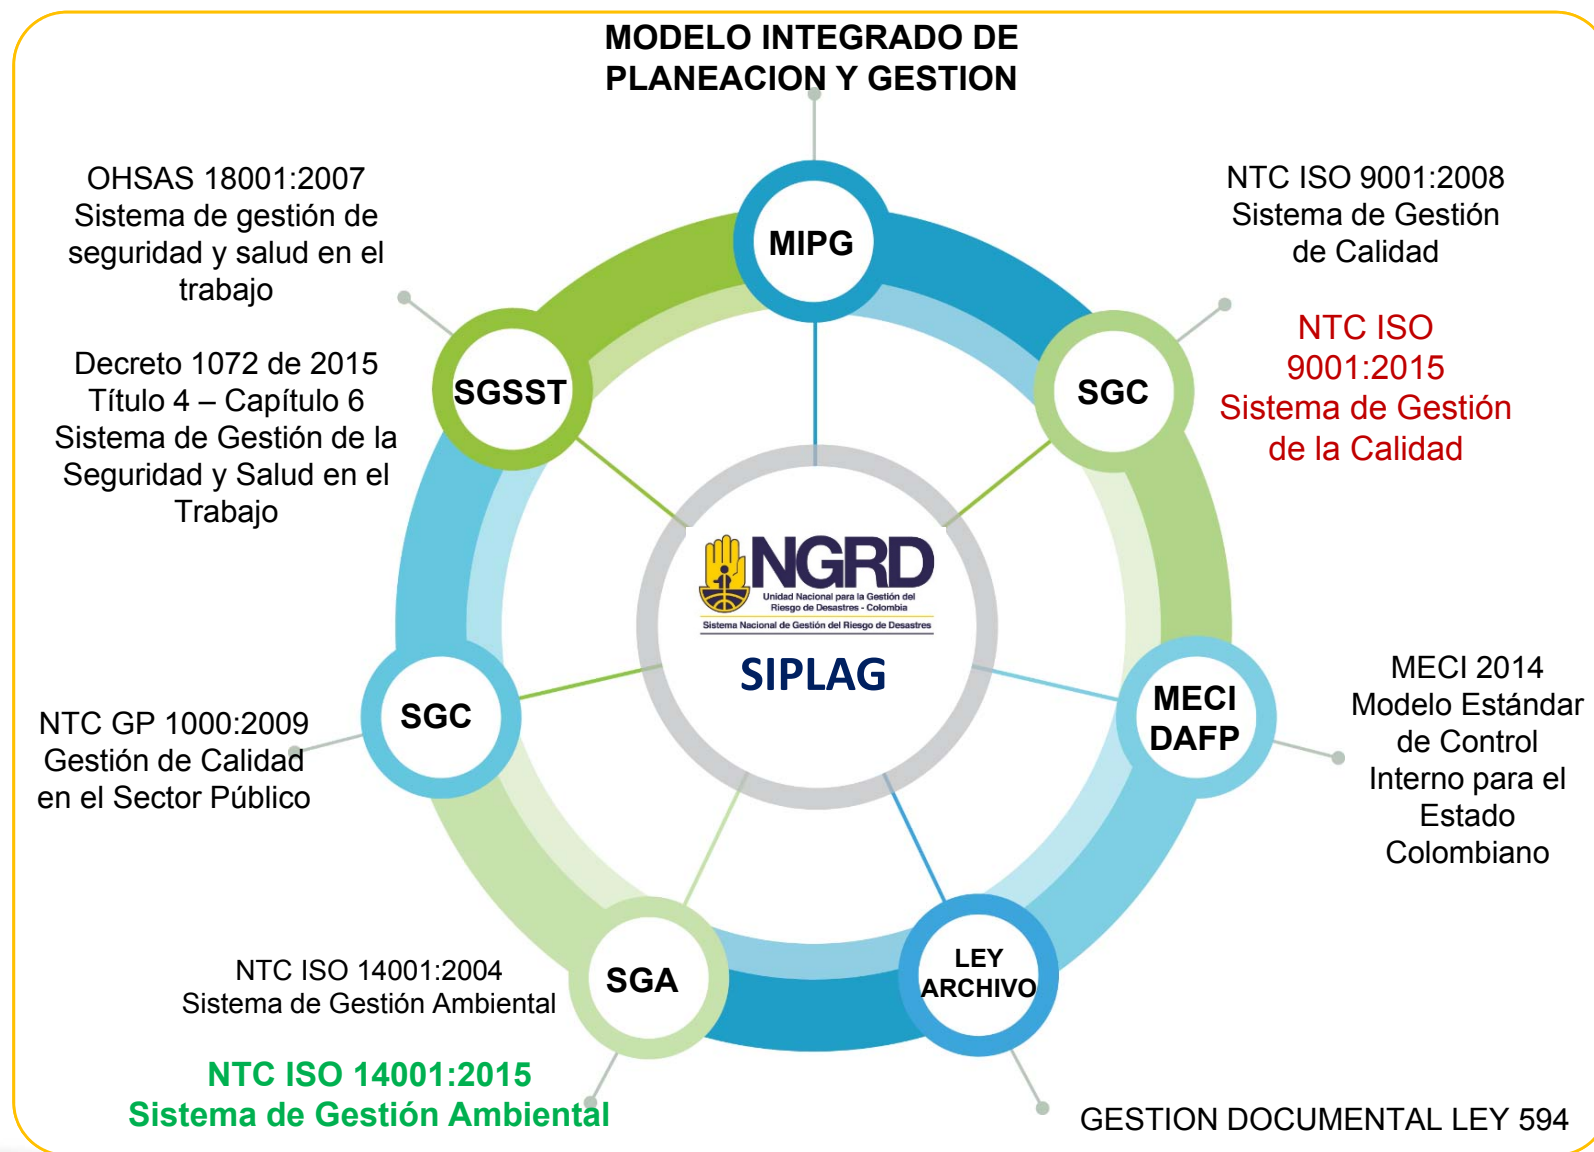 MODELO INTEGRADO DE
PLANEACION Y GESTION
OHSAS 18001:2007
Sistema de gestión de
seguridad y salud en el
trabajo
Decreto 1072 de 2015
Título 4 – Capítulo 6
Sistema de Gestión de la
Seguridad y Salud en el
Trabajo
NTC ISO 9001:2008
Sistema de Gestión
de Calidad
NTC ISO
9001:2015
Sistema de Gestión
de la Calidad
MIPG
SGSST
SGC
NGRD
Unidad Nacional para la Gestión del
Riesgo de Desastres - Colombia
Sistema Nacional de Gestión del Riesgo de Desastres
SIPLAG
SGC
MECI
DAFP
NTC GP 1000:2009
Gestión de Calidad
en el Sector Público
MECI 2014
Modelo Estándar
de Control
Interno para el
Estado
Colombiano
SGA
LEY
ARCHIVO
NTC ISO 14001:2004
Sistema de Gestión Ambiental
NTC ISO 14001:2015
Sistema de Gestión Ambiental
GESTION DOCUMENTAL LEY 594